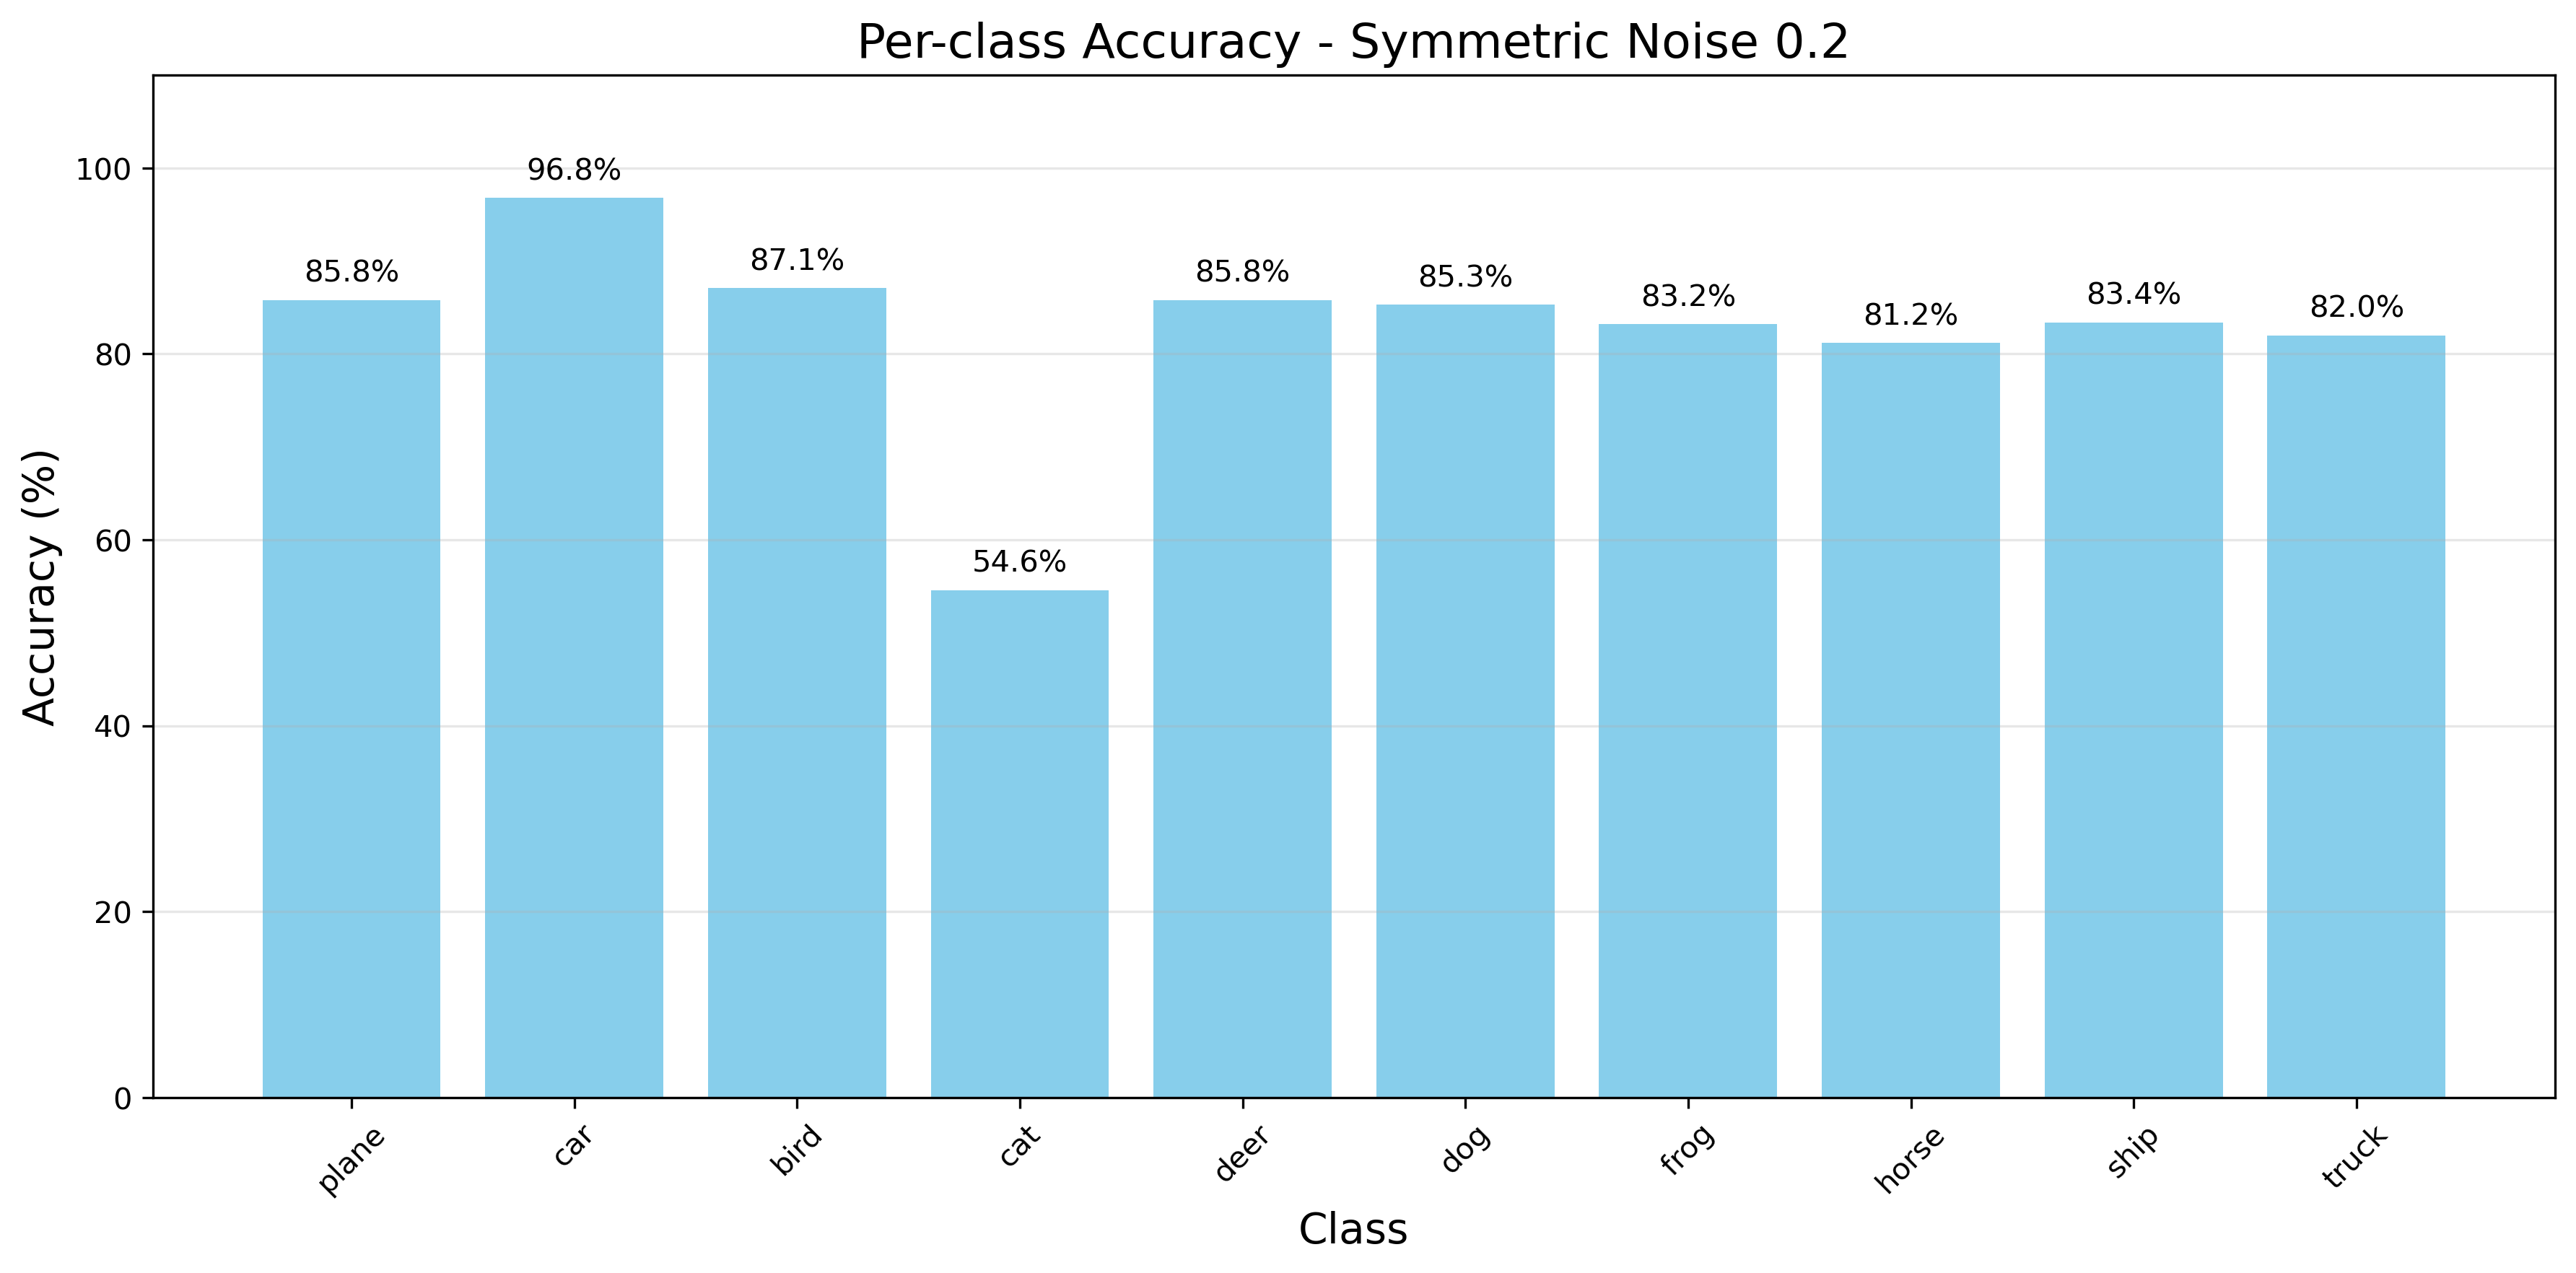 Per-class Accuracy - Symmetric Noise 0.2
Accuracy (%)
100
80
60
40
20
0
85.8%
96.8%
87.1%
54.6%
85.8%
85.3%
83.2%
81.2%
83.4%
82.0%
plane
car
bird
cat
deer
dog
frog
horse
ship
truck
Class